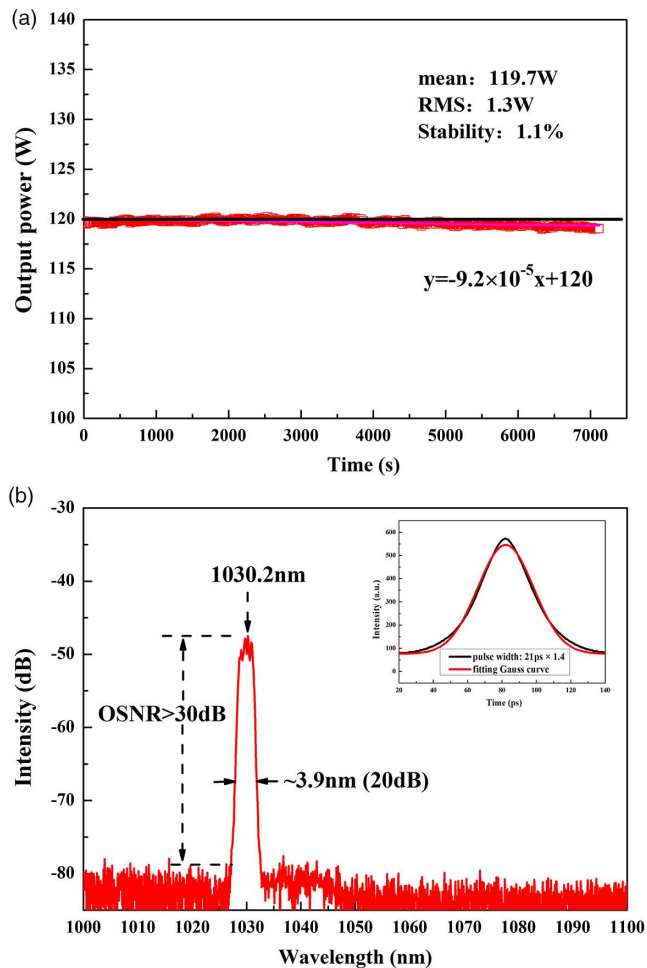 (a)
140
135
130
125
120
115
110
105
100
Output power (W)
mean: 119.7W
RMS: 1.3W
Stability: 1.1%
y=-9.2×10⁻⁵x+120
0 1000 2000 3000 4000 5000 6000 7000
Time (s)
(b)
-30
-40
-50
-60
-70
-80
Intensity (dB)
1030.2nm
OSNR>30dB
~3.9nm (20dB)
600
500
400
300
200
100
0
Intensity (a.u.)
pulse width: 21ps × 1.4
fitting Gauss curve
20 40 60 80 100 120 140
Time (ps)
1000 1010 1020 1030 1040 1050 1060 1070 1080 1090 1100
Wavelength (nm)